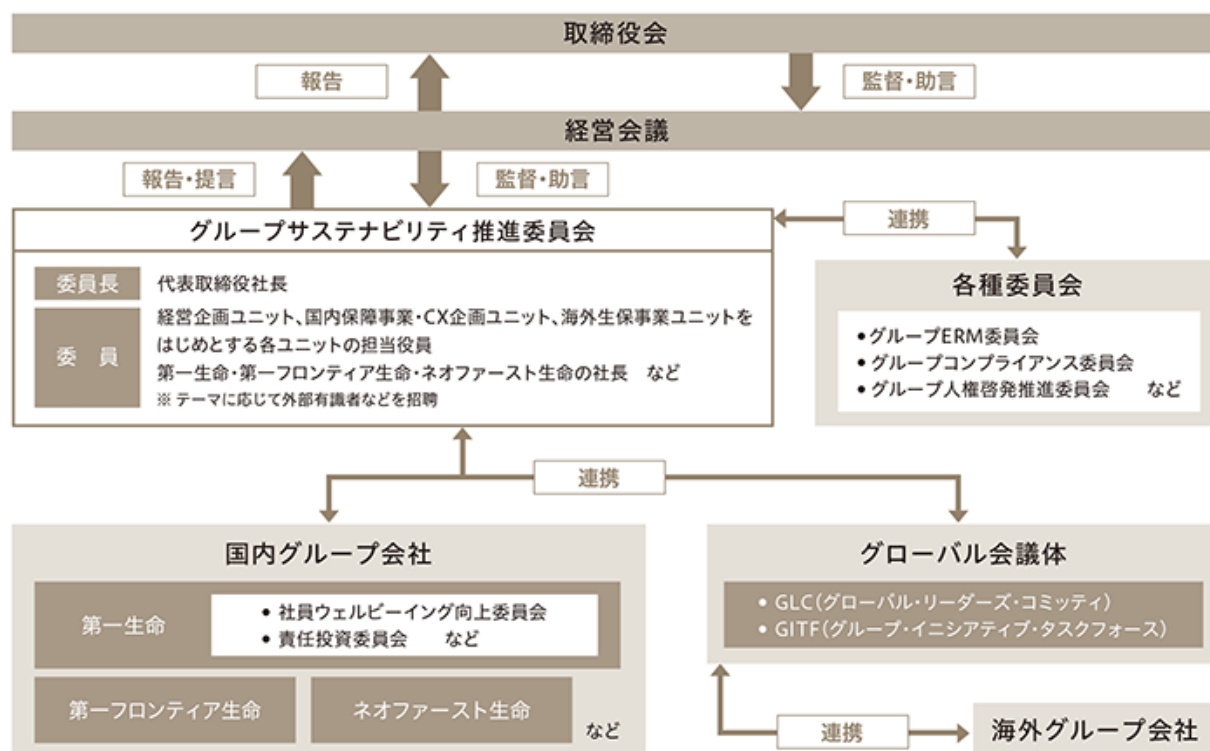 取締役会
報告
監督・助言
経営会議
報告・提言
監督・助言
グループサステナビリティ推進委員会
連携
委員長
代表取締役社長
委 員
経営企画ユニット、国内保障事業・CX企画ユニット、海外生保事業ユニットを
はじめとする各ユニットの担当役員
第一生命・第一フロンティア生命・ネオファースト生命の社長 など
※ テーマに応じて外部有識者などを招聘
各種委員会
●グループERM委員会
●グループコンプライアンス委員会
●グループ人権啓発推進委員会 など
連携
国内グループ会社
第一生命
● 社員ウェルビーイング向上委員会
● 責任投資委員会 など
第一フロンティア生命
ネオファースト生命
など
グローバル会議体
• GLC(グローバル・リーダーズ・コミッティ)
• GITF(グループ・イニシアティブ・タスクフォース)
連携
海外グループ会社